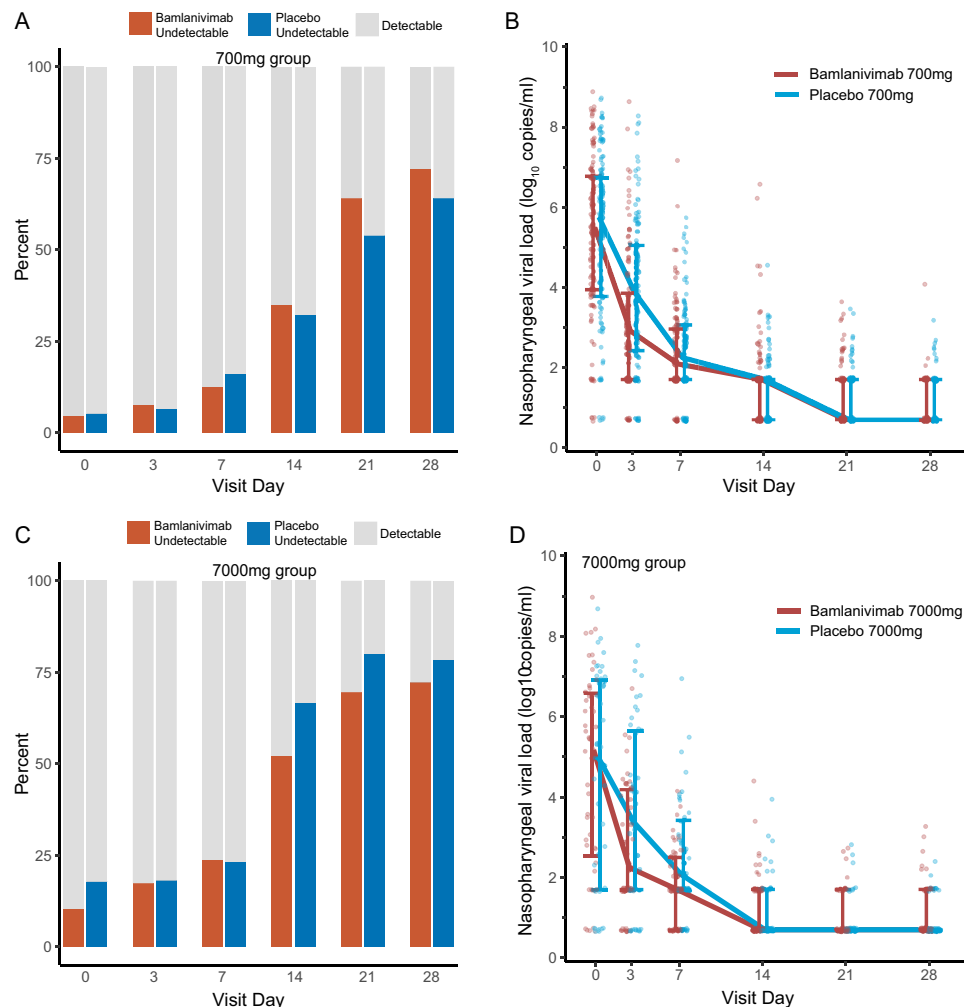 A
Bamlanivimab Undetectable
Placebo Undetectable
Detectable
700mg group
100
75
50
25
0
Percent
0 3 7 14 21 28
Visit Day
B
10
8
6
4
2
0
Nasopharyngeal viral load (log10 copies/ml)
Bamlanivimab 700mg
Placebo 700mg
0 3 7 14 21 28
Visit Day
C
Bamlanivimab Undetectable
Placebo Undetectable
Detectable
7000mg group
100
75
50
25
0
Percent
0 3 7 14 21 28
Visit Day
D
7000mg group
10
8
6
4
2
0
Nasopharyngeal viral load (log10copies/ml)
Bamlanivimab 7000mg
Placebo 7000mg
0 3 7 14 21 28
Visit Day